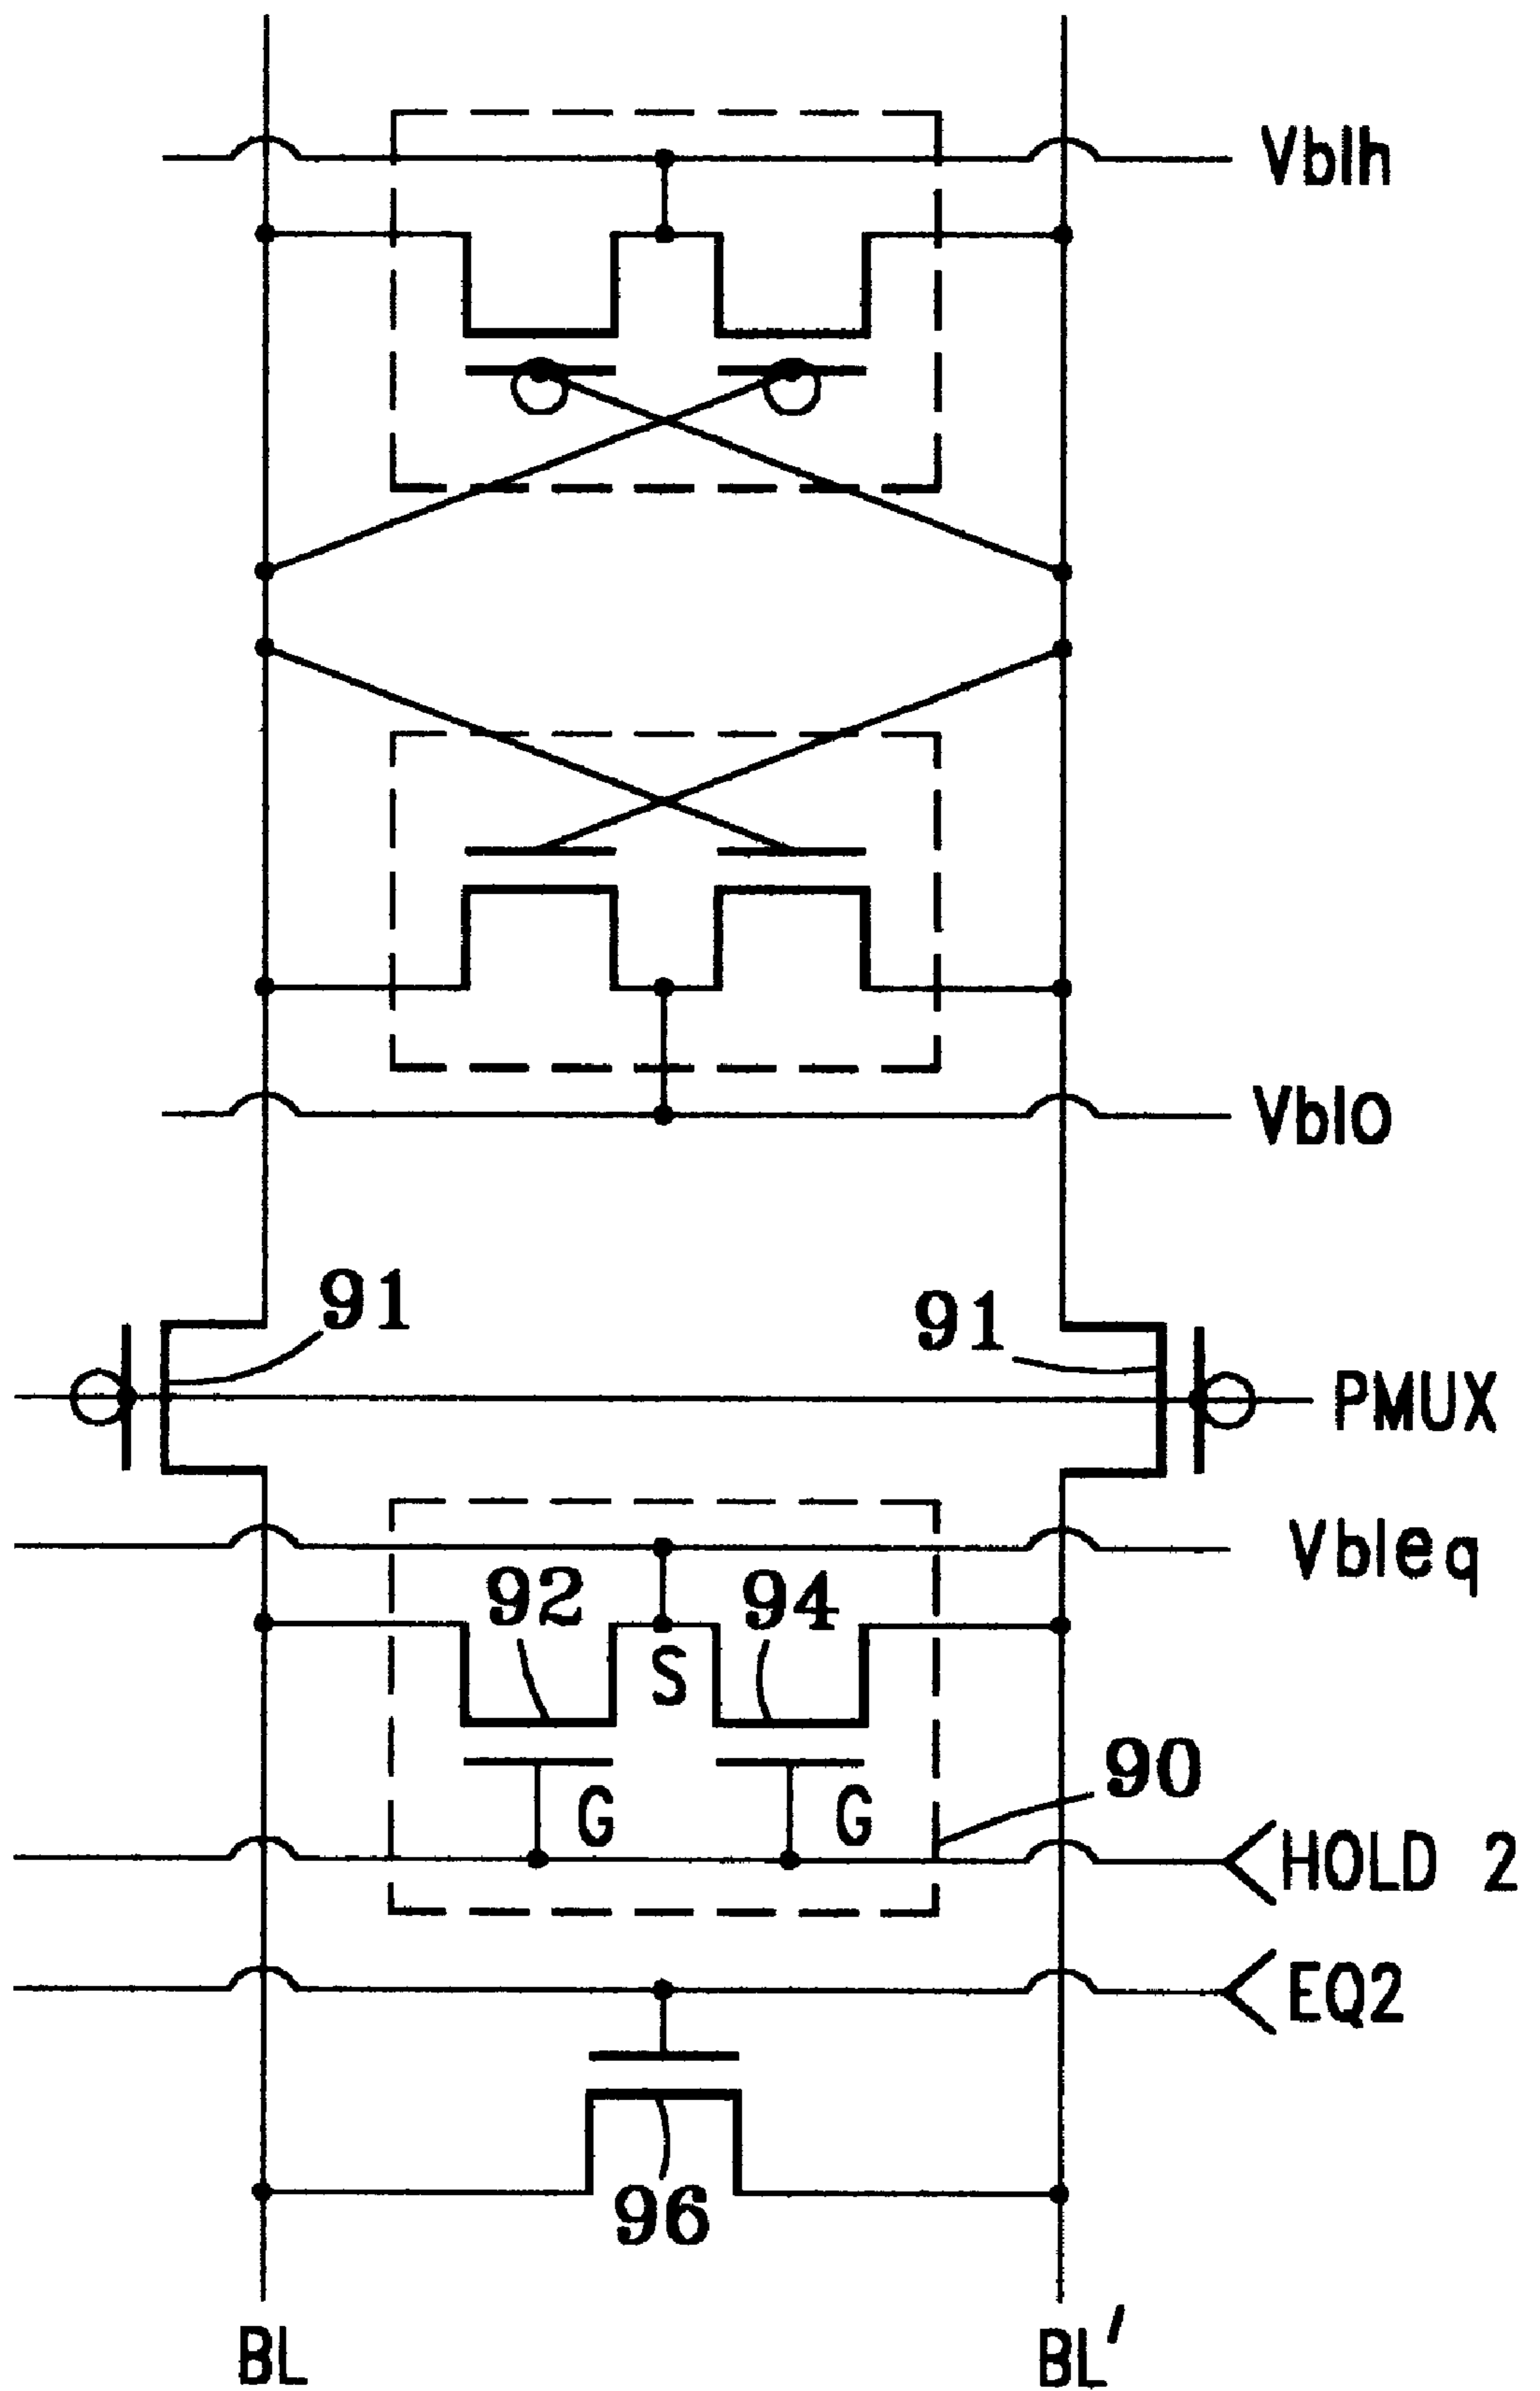 Vblh
Vblo
91
91
PMUX
Vbleq
92
94
S
90
G
G
HOLD 2
EQ2
96
BL
BL'